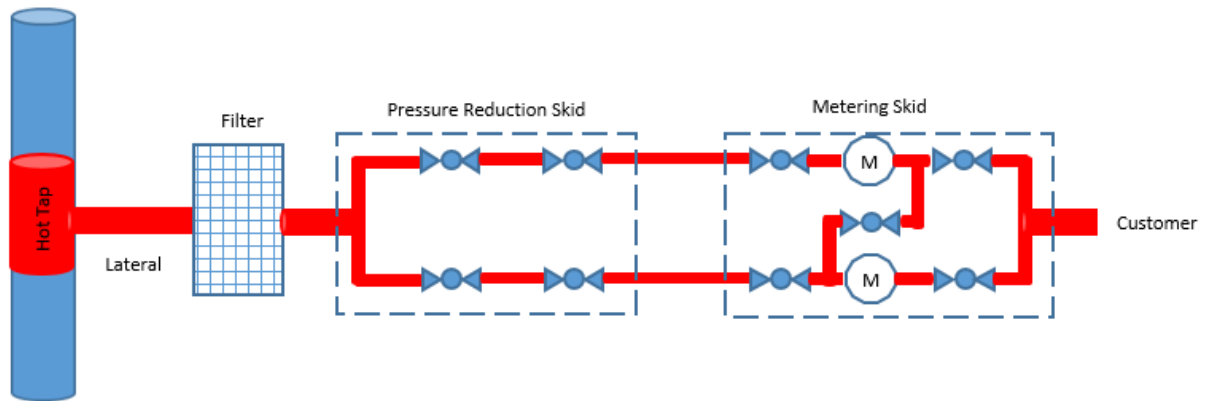 Hot Tap
Lateral
Filter
Pressure Reduction Skid
Metering Skid
M
M
Customer